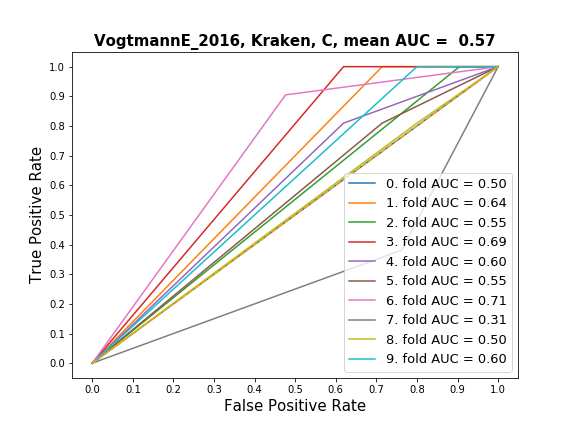 VogtmannE_2016, Kraken, C, mean AUC =  0.57
True Positive Rate
1.0
0.9
0.8
0.7
0.6
0.5
0.4
0.3
0.2
0.1
0.0
0. fold AUC = 0.50
1. fold AUC = 0.64
2. fold AUC = 0.55
3. fold AUC = 0.69
4. fold AUC = 0.60
5. fold AUC = 0.55
6. fold AUC = 0.71
7. fold AUC = 0.31
8. fold AUC = 0.50
9. fold AUC = 0.60
0.0 0.1 0.2 0.3 0.4 0.5 0.6 0.7 0.8 0.9 1.0
False Positive Rate